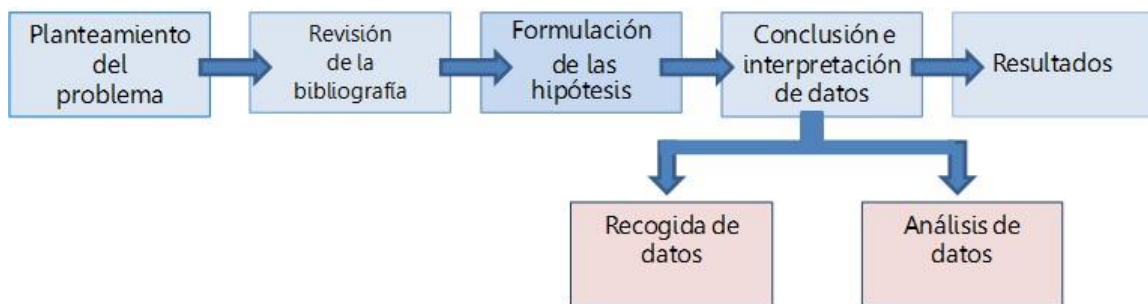 Planteamiento
del
problema
Revisión
de la
bibliografía
Formulación
de las
hipótesis
Conclusión e
interpretación
de datos
Resultados
Recogida de
datos
Análisis de
datos